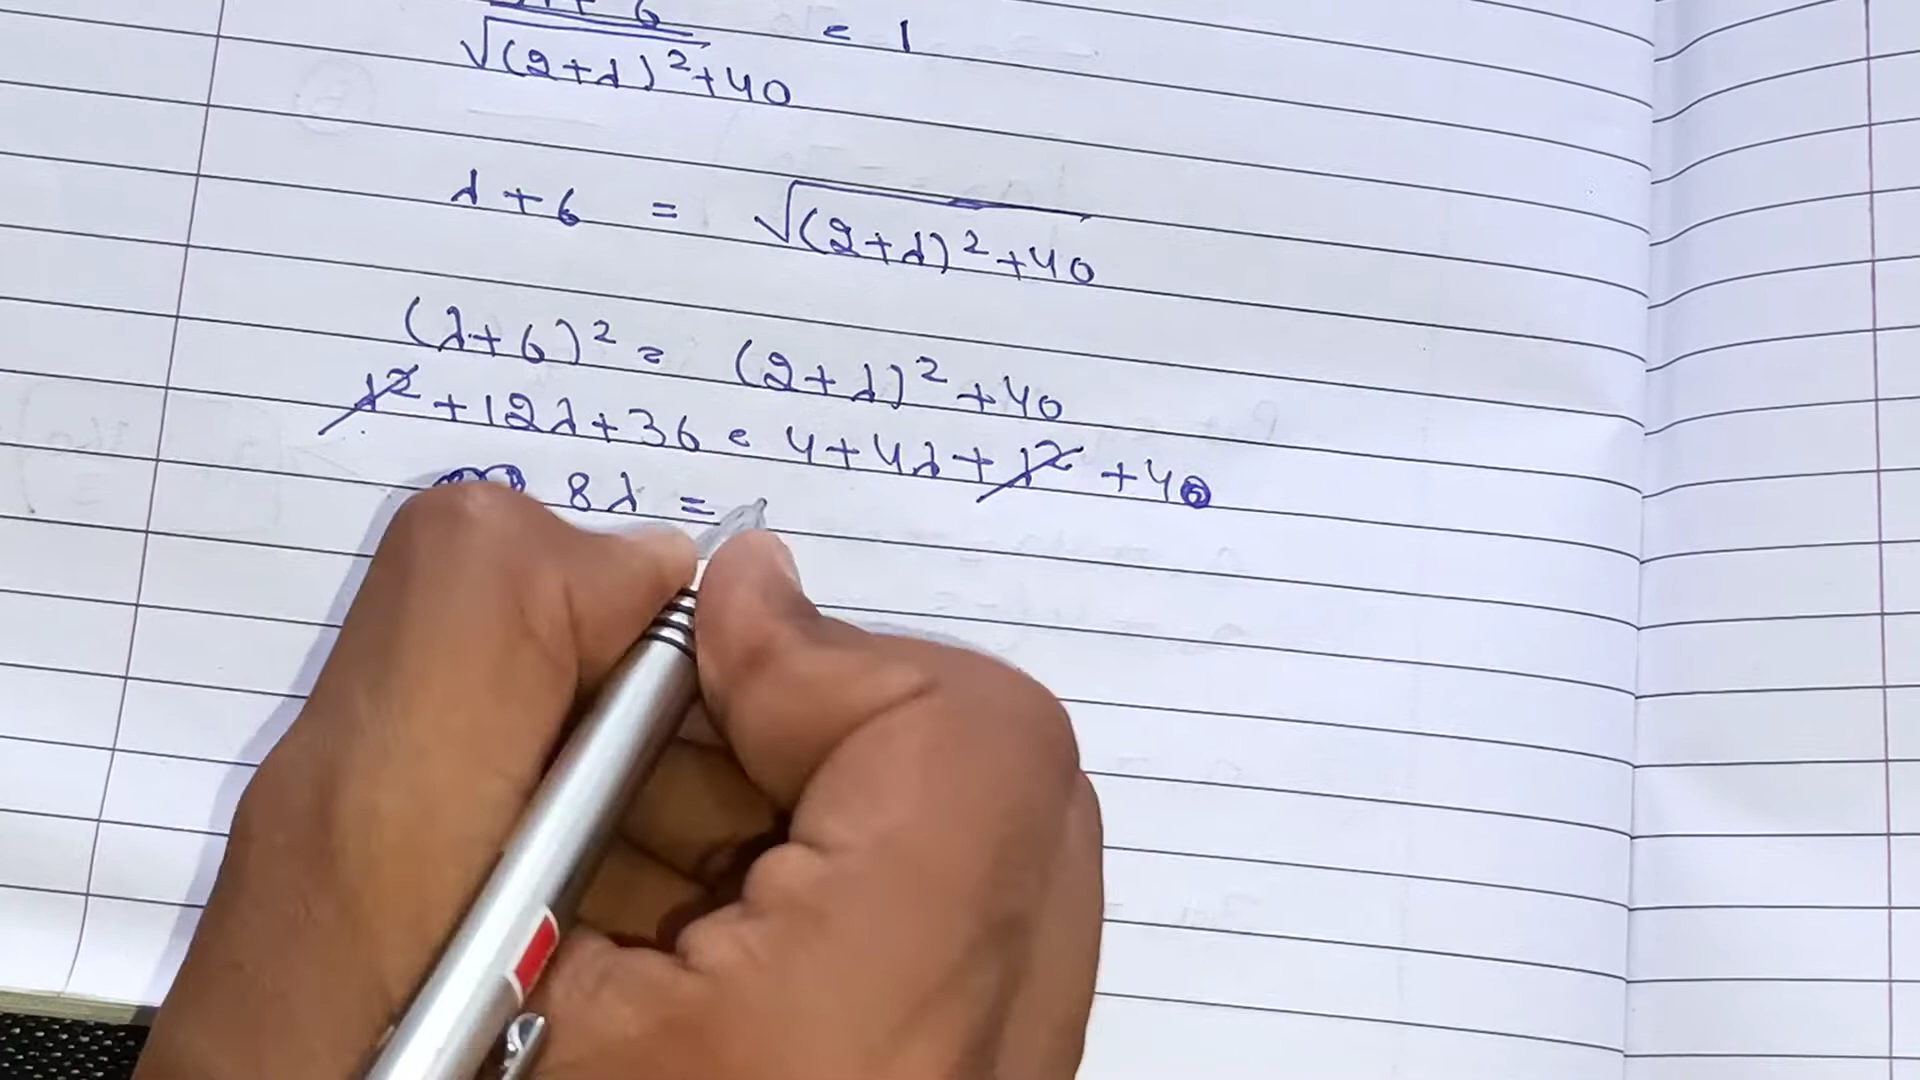 λ + 6
√(2+λ)²+40 = 1
λ + 6 = √(2+λ)²+40
(λ+6)² = (2+λ)²+40
λ²+12λ+36 = 4+4λ+λ²+40
8λ =